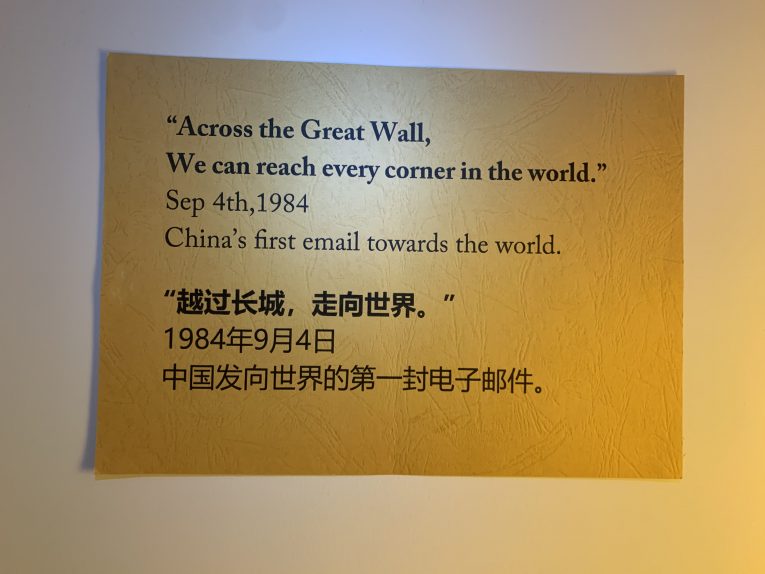 “Across the Great Wall,
We can reach every corner in the world.”
Sep 4th,1984
China’s first email towards the world.
“越过长城，走向世界。”
1984年9月4日
中国发向世界的第一封电子邮件。